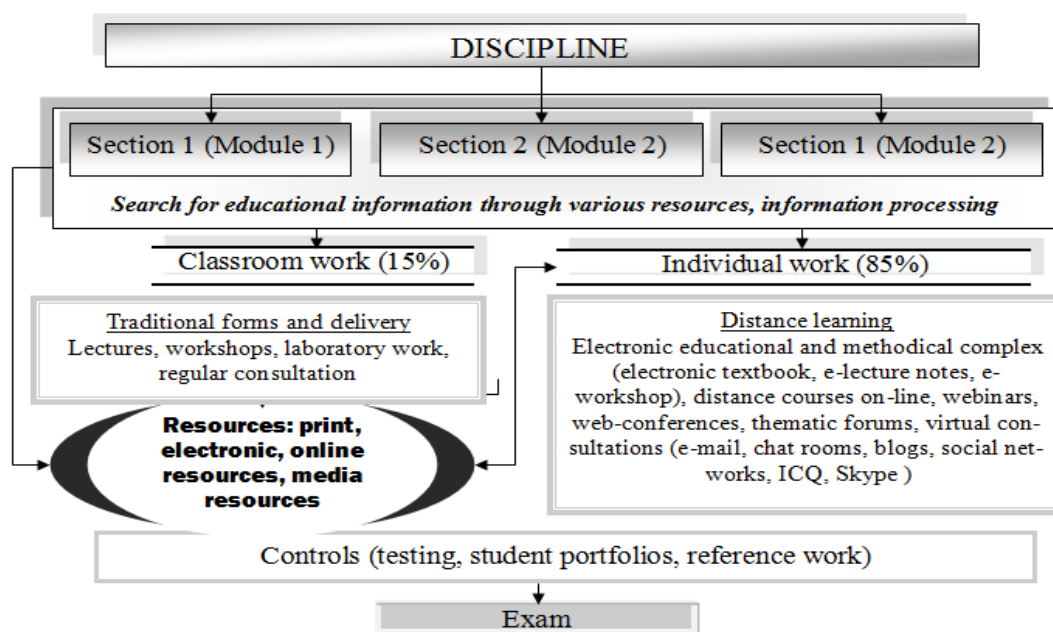 DISCIPLINE
Section 1 (Module 1)
Section 2 (Module 2)
Section 1 (Module 2)
Search for educational information through various resources, information processing
Classroom work (15%)
Individual work (85%)
Traditional forms and delivery
Lectures, workshops, laboratory work,
regular consultation
Distance learning
Electronic educational and methodical complex
(electronic textbook, e-lecture notes, e-
workshop), distance courses on-line, webinars,
web-conferences, thematic forums, virtual con-
sultations (e-mail, chat rooms, blogs, social net-
works, ICQ, Skype )
Resources: print,
electronic, online
resources, media
resources
Controls (testing, student portfolios, reference work)
Exam